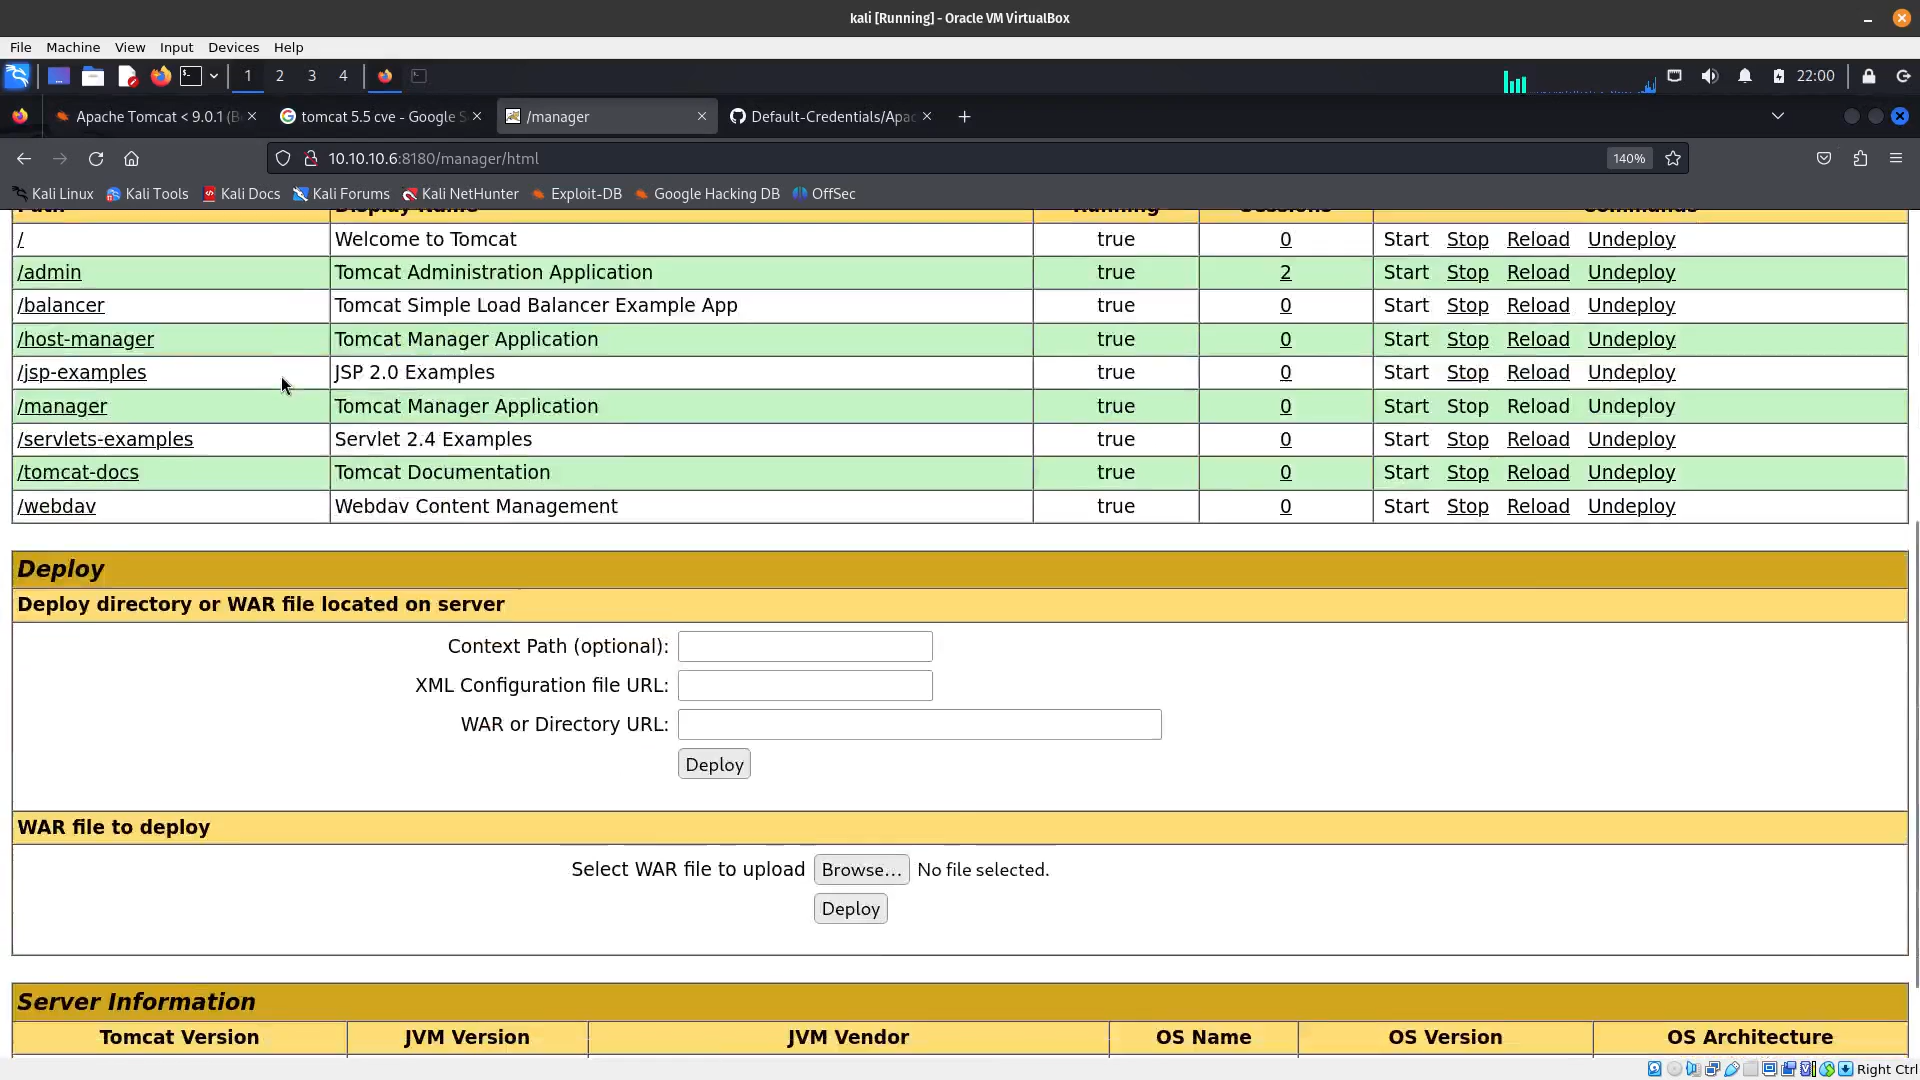 kali [Running] - Oracle VM VirtualBox
File Machine View Input Devices Help
1 2 3 4 22:00
Apache Tomcat < 9.0.1 (B tomcat 5.5 cve - Google S /manager Default-Credentials/Apac
10.10.10.6:8180/manager/html 140%
Kali Linux Kali Tools Kali Docs Kali Forums Kali NetHunter Exploit-DB Google Hacking DB OffSec
Path Display Name Running Sessions Commands
/ Welcome to Tomcat true 0 Start Stop Reload Undeploy
/admin Tomcat Administration Application true 2 Start Stop Reload Undeploy
/balancer Tomcat Simple Load Balancer Example App true 0 Start Stop Reload Undeploy
/host-manager Tomcat Manager Application true 0 Start Stop Reload Undeploy
/jsp-examples JSP 2.0 Examples true 0 Start Stop Reload Undeploy
/manager Tomcat Manager Application true 0 Start Stop Reload Undeploy
/servlets-examples Servlet 2.4 Examples true 0 Start Stop Reload Undeploy
/tomcat-docs Tomcat Documentation true 0 Start Stop Reload Undeploy
/webdav Webdav Content Management true 0 Start Stop Reload Undeploy
Deploy
Deploy directory or WAR file located on server
Context Path (optional):
XML Configuration file URL:
WAR or Directory URL:
Deploy
WAR file to deploy
Select WAR file to upload Browse... No file selected.
Deploy
Server Information
Tomcat Version JVM Version JVM Vendor OS Name OS Version OS Architecture
Right Ctrl